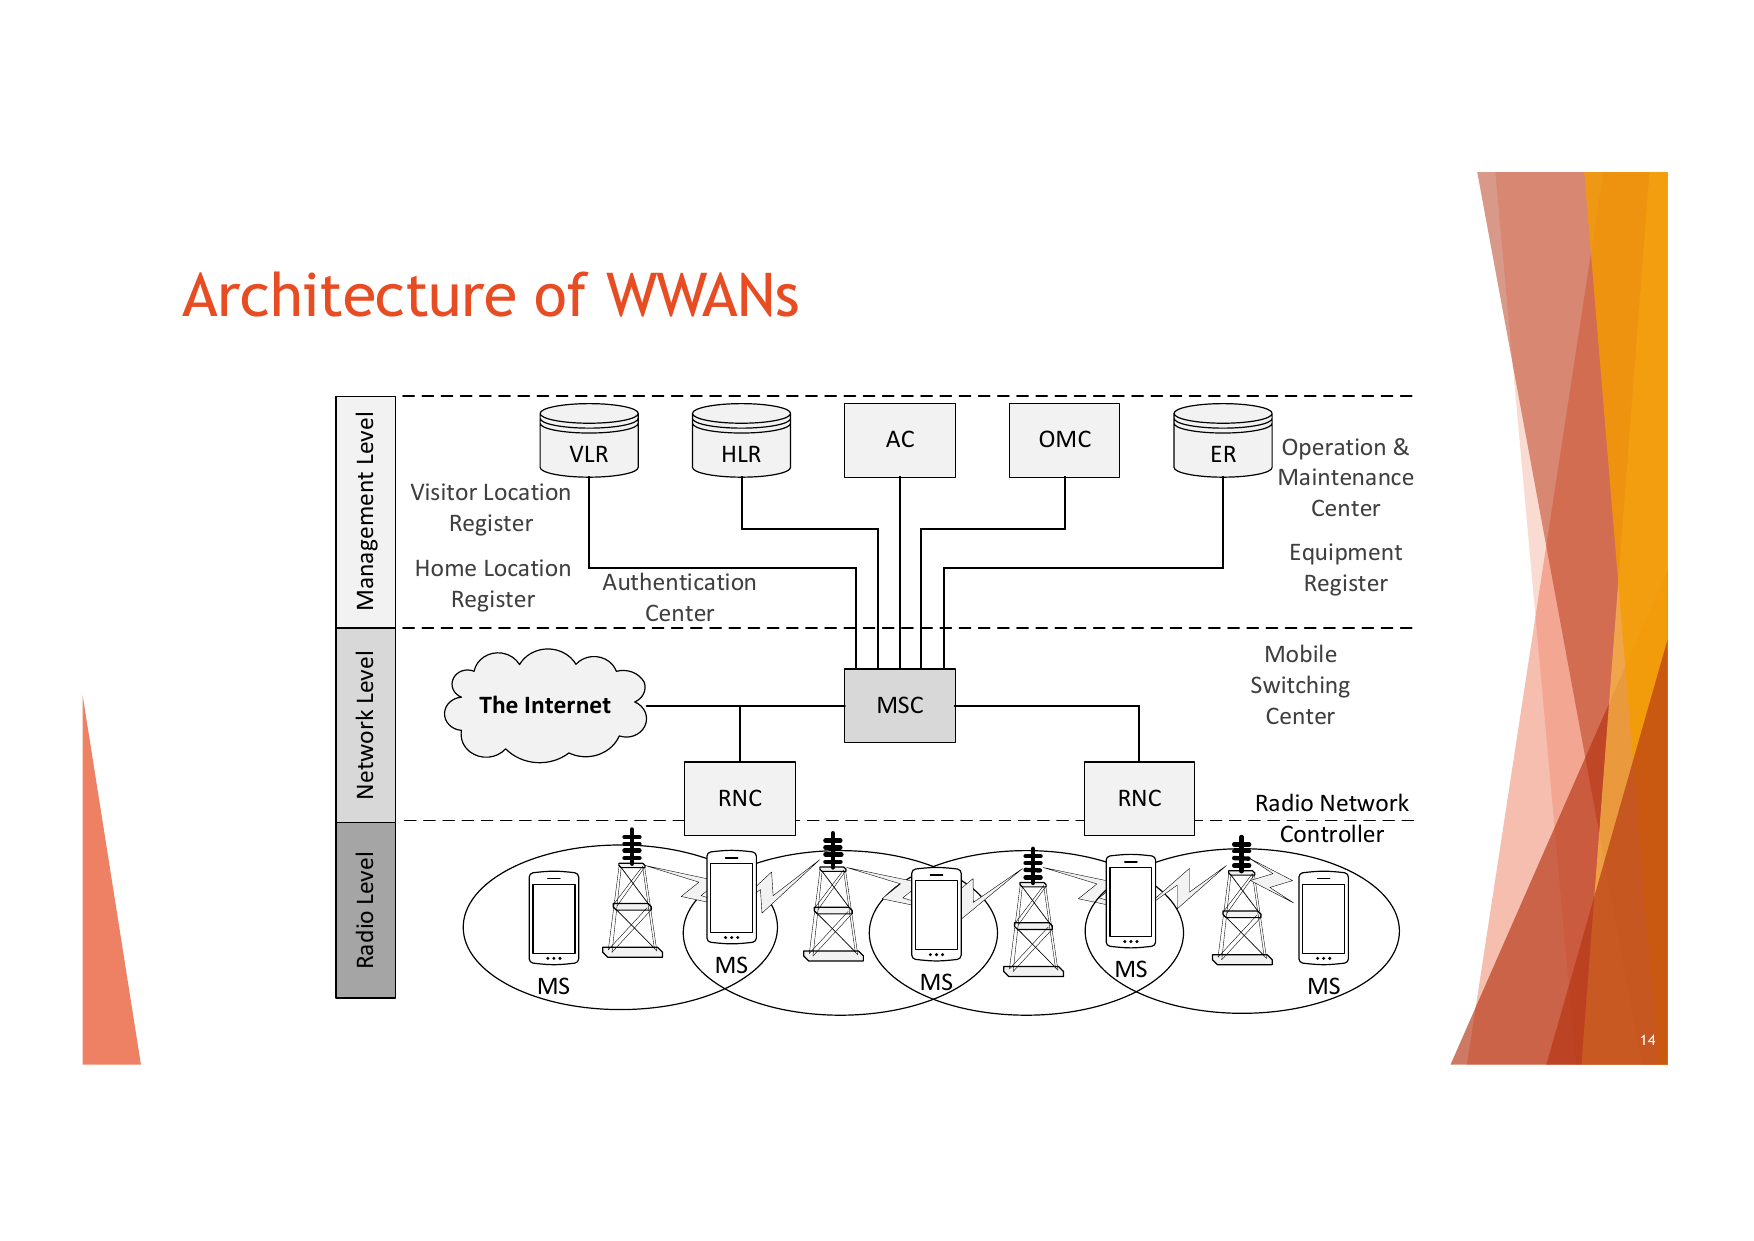 Architecture of WWANs
Management Level
VLR
HLR
AC
OMC
ER
Operation &
Maintenance
Center
Visitor Location
Register
Equipment
Register
Home Location
Register
Authentication
Center
Network Level
The Internet
MSC
Mobile
Switching
Center
RNC
RNC
Radio Network
Controller
Radio Level
MS
MS
MS
MS
MS
14